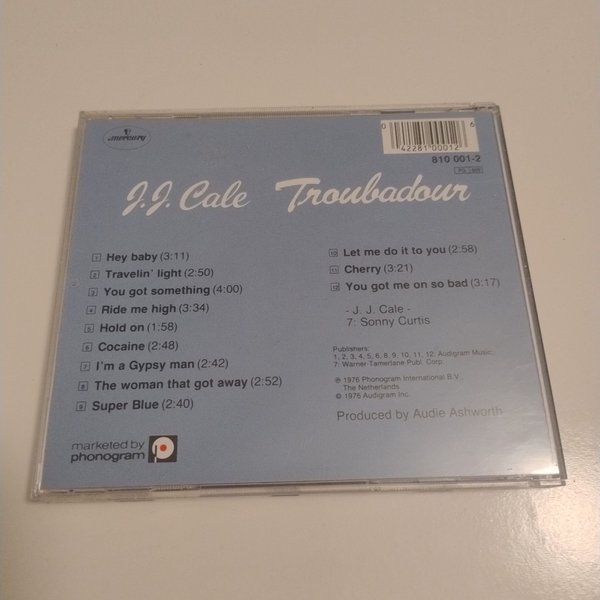 mercury
0 42281 00012 6
810 001-2
J.J. Cale Troubadour
1 Hey baby (3:11)
2 Travelin' light (2:50)
3 You got something (4:00)
4 Ride me high (3:34)
5 Hold on (1:58)
6 Cocaine (2:48)
7 I'm a Gypsy man (2:42)
8 The woman that got away (2:52)
9 Super Blue (2:40)
10 Let me do it to you (2:58)
11 Cherry (3:21)
12 You got me on so bad (3:17)
- J. J. Cale -
7: Sonny Curtis
Publishers:
1, 2, 3, 4, 5, 6, 8, 9, 10, 11, 12: Audigram Music;
7: Warner-Tamerlane Publ. Corp.
℗ 1976 Phonogram International B.V.,
The Netherlands
© 1976 Audigram Inc.
Produced by Audie Ashworth
marketed by
phonogram